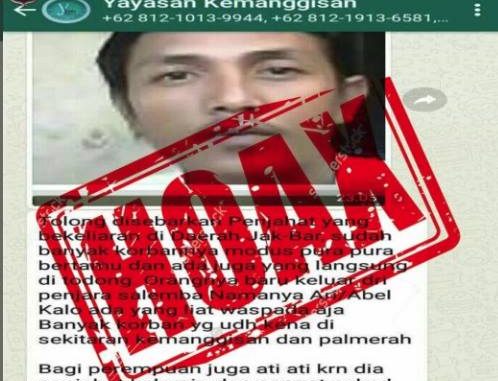 Yayasan Kemanggisan
+62 812-1013-9944, +62 812-1913-6581,...
23.05
HOAX
Tolong disebarkan Penjahat yang
bekeliaran di Daerah Jak-Bar, sudah
banyak korbannya modus pura pura
bertamu dan ada juga yang langsung
di todong. Orangnya baru keluar dri
penjara salemba. Namanya Ari/Abel
Kalo ada yang liat waspada aja
Banyak korban yg udh kena di
sekitaran kemanggisan dan palmerah
Bagi perempuan juga ati ati krn dia